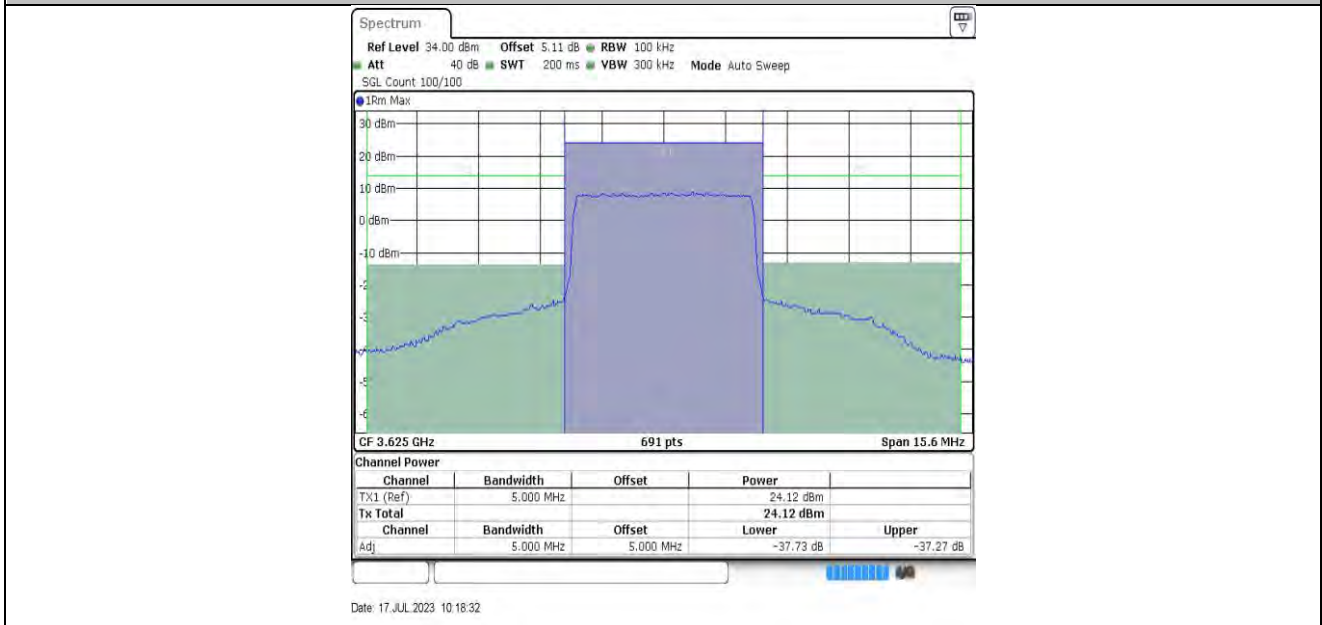 Spectrum
Ref Level 34.00 dBm Offset 5.11 dB RBW 100 kHz
Att 40 dB SWT 200 ms VBW 300 kHz Mode Auto Sweep
SGL Count 100/100
1Rm Max
30 dBm
20 dBm
10 dBm
0 dBm
-10 dBm
CF 3.625 GHz 691 pts Span 15.6 MHz
Channel Power
Channel Bandwidth Offset Power
TX1 (Ref) 5.000 MHz 24.12 dBm
Tx Total 24.12 dBm
Channel Bandwidth Offset Lower Upper
Adj 5.000 MHz 5.000 MHz -37.73 dB -37.27 dB
Date: 17.JUL.2023 10:18:32